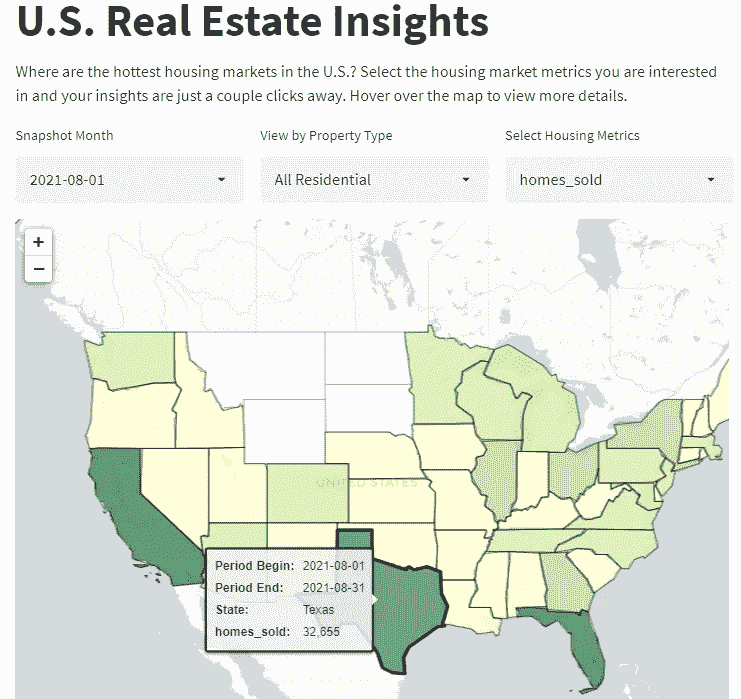 U.S. Real Estate Insights
Where are the hottest housing markets in the U.S.? Select the housing market metrics you are interested
in and your insights are just a couple clicks away. Hover over the map to view more details.
Snapshot Month
View by Property Type
Select Housing Metrics
2021-08-01
All Residential
homes_sold
+
−
UNITED STATES
Period Begin: 2021-08-01
Period End: 2021-08-31
State: Texas
homes_sold: 32,655